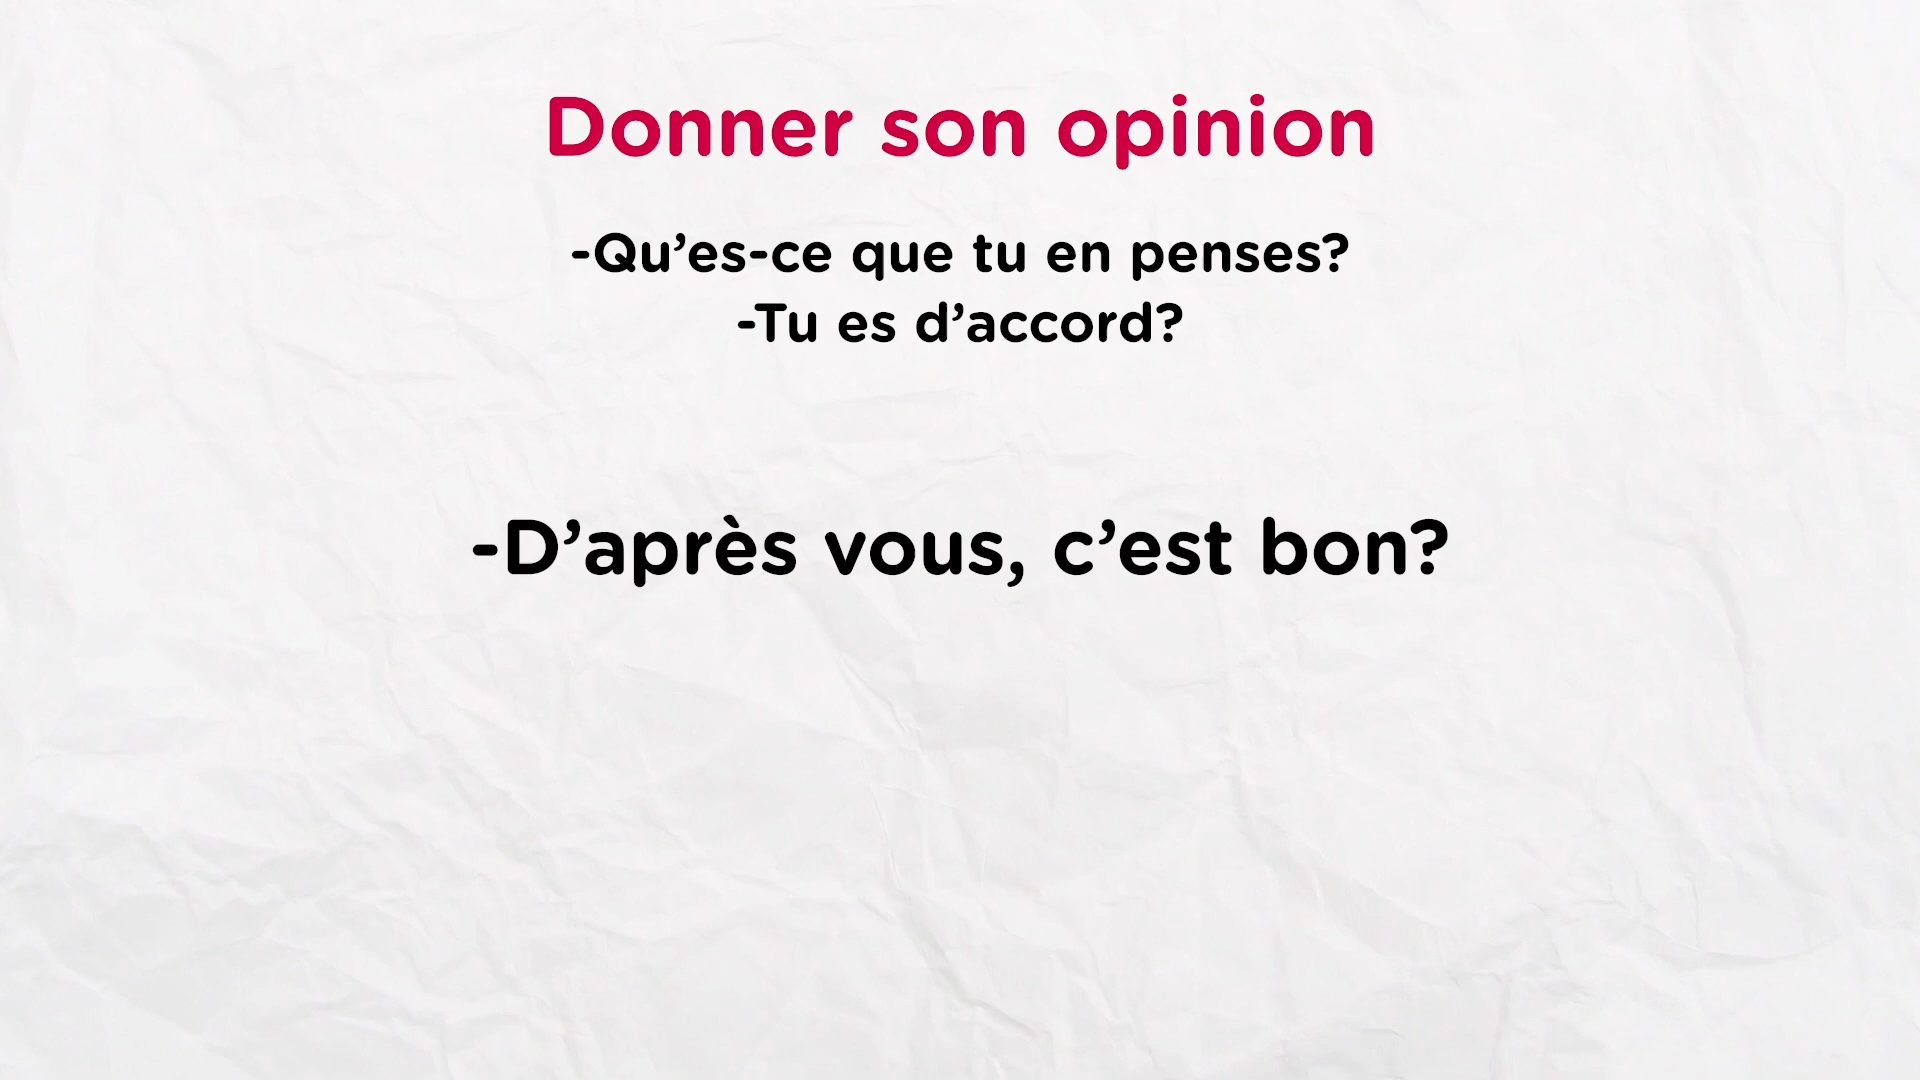 Donner son opinion
-Qu’es-ce que tu en penses?
-Tu es d’accord?
-D’après vous, c’est bon?